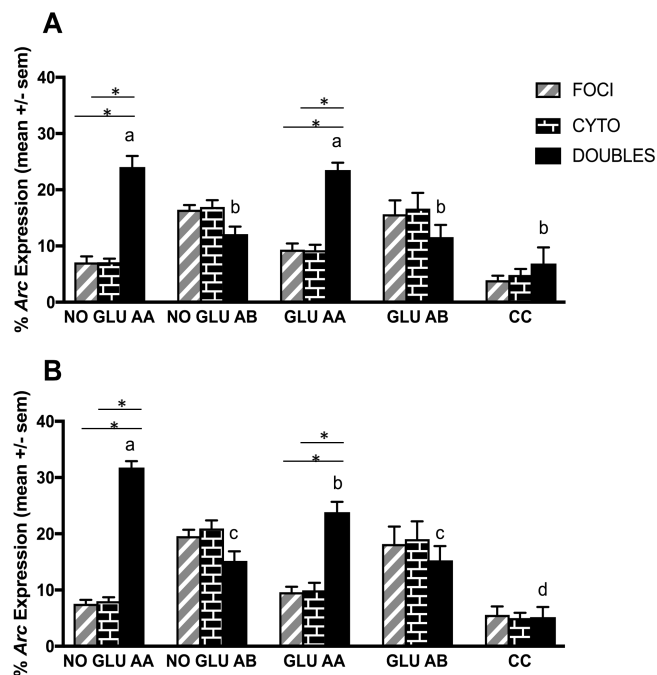 A
% Arc Expression (mean +/- sem)
40
30
20
10
0
* * a b * * a b b
NO GLU AA NO GLU AB GLU AA GLU AB CC
FOCI
CYTO
DOUBLES
B
% Arc Expression (mean +/- sem)
40
30
20
10
0
* * a c * * b c d
NO GLU AA NO GLU AB GLU AA GLU AB CC